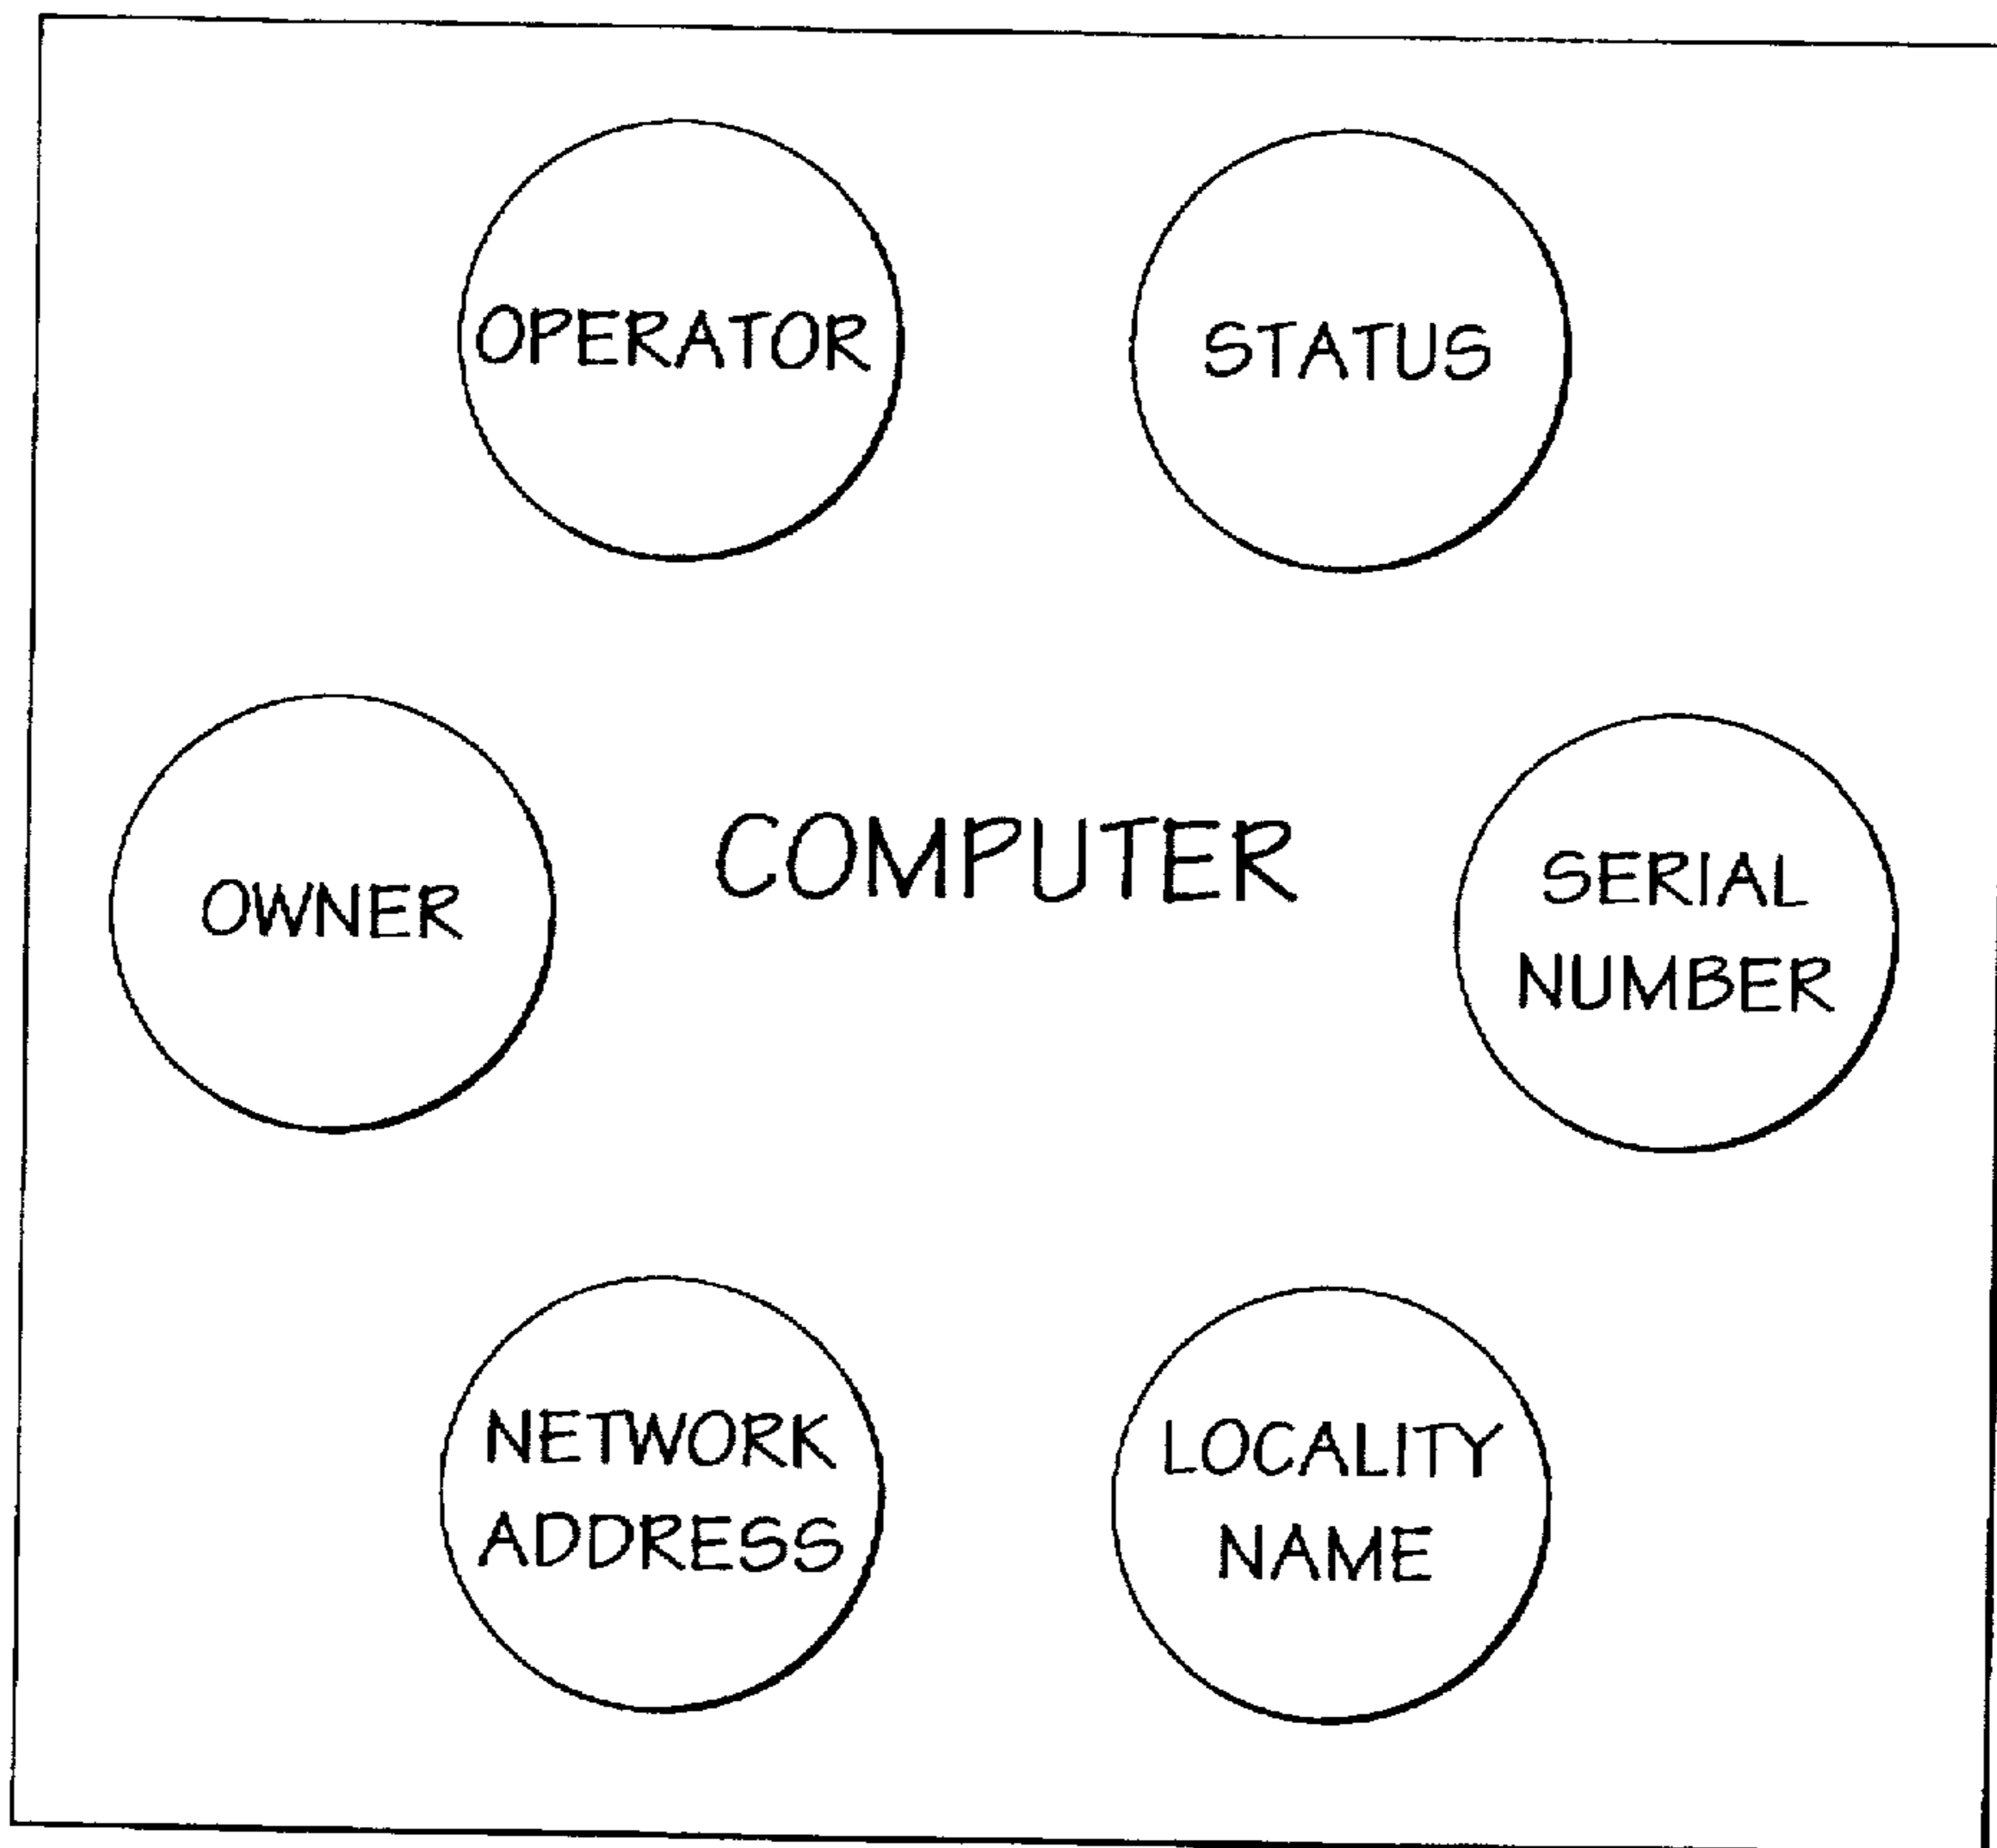 OPERATOR
STATUS
OWNER
COMPUTER
SERIAL
NUMBER
NETWORK
ADDRESS
LOCALITY
NAME